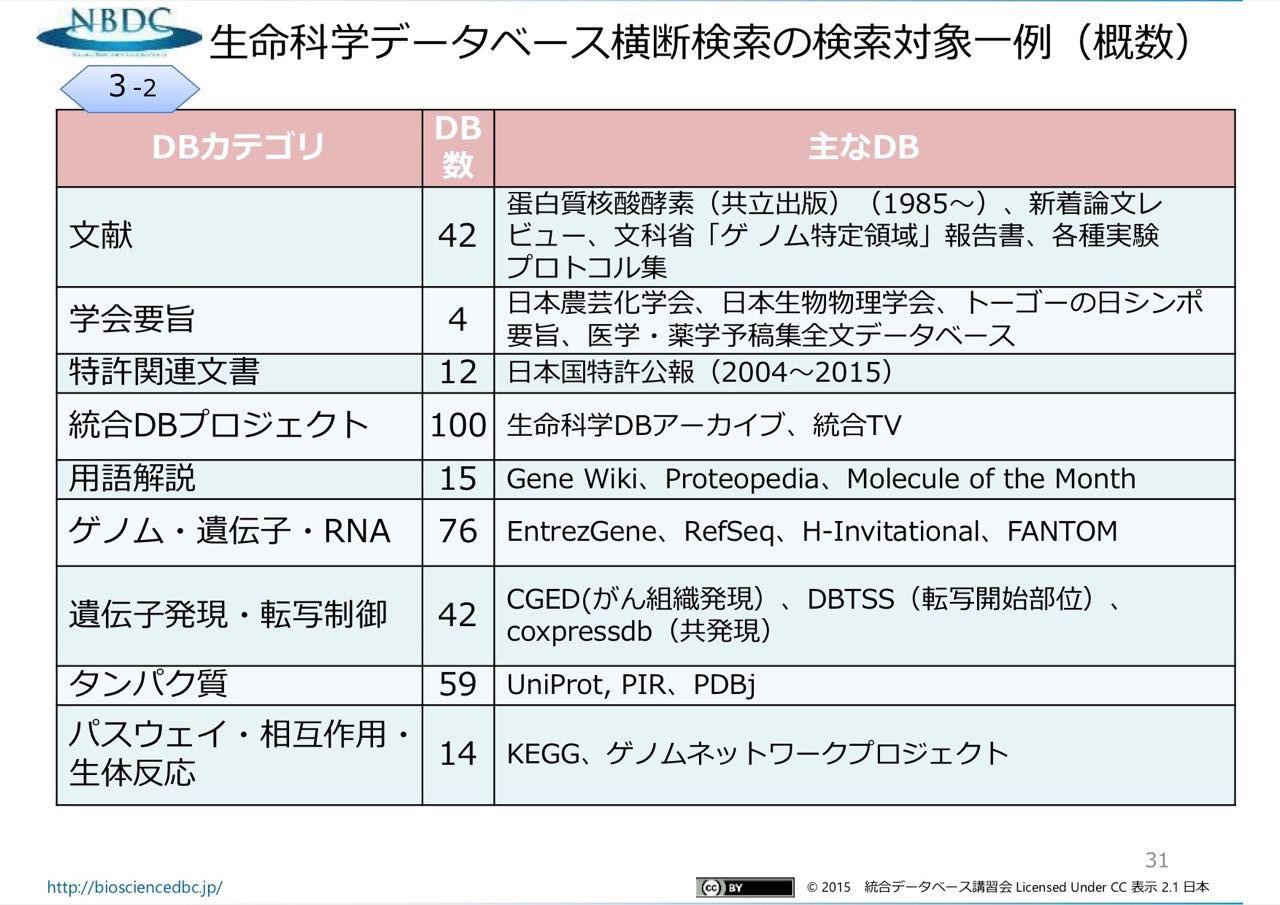 NBDC
生命科学データベース横断検索の検索対象一例（概数）
3 -2
DBカテゴリ
DB
数
主なDB
文献
42
蛋白質核酸酵素（共立出版）（1985～）、新着論文レ
ビュー、文科省「ゲ ノム特定領域」報告書、各種実験
プロトコル集
学会要旨
4
日本農芸化学会、日本生物物理学会、トーゴーの日シンポ
要旨、医学・薬学予稿集全文データベース
特許関連文書
12
日本国特許公報（2004～2015）
統合DBプロジェクト
100
生命科学DBアーカイブ、統合TV
用語解説
15
Gene Wiki、Proteopedia、Molecule of the Month
ゲノム・遺伝子・RNA
76
EntrezGene、RefSeq、H-Invitational、FANTOM
遺伝子発現・転写制御
42
CGED(がん組織発現）、DBTSS（転写開始部位）、
coxpressdb（共発現）
タンパク質
59
UniProt, PIR、PDBj
パスウェイ・相互作用・
生体反応
14
KEGG、ゲノムネットワークプロジェクト
31
http://biosciencedbc.jp/
cc BY
© 2015 統合データベース講習会 Licensed Under CC 表示 2.1 日本